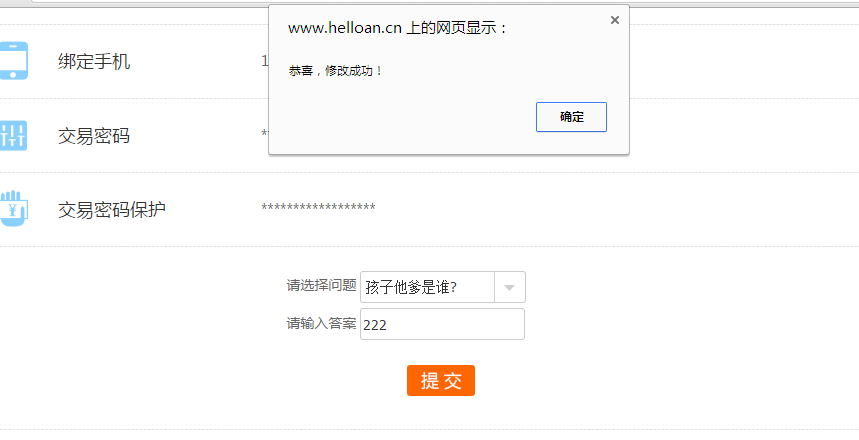 www.helloan.cn 上的网页显示：
恭喜，修改成功！
确定
绑定手机
1
交易密码
交易密码保护
******************
请选择问题 孩子他爹是谁?
请输入答案 222
提 交